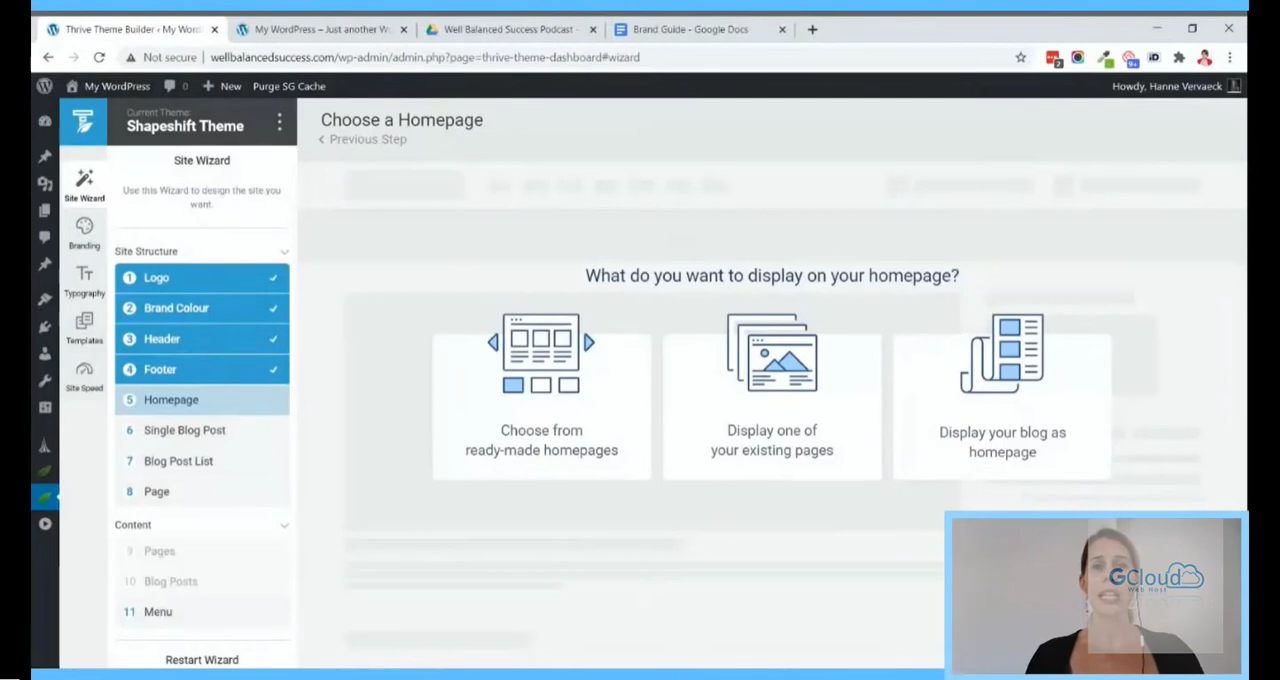 Thrive Theme Builder ‹ My Word
My WordPress – Just another W
Well Balanced Success Podcast -
Brand Guide - Google Docs
Not secure
wellbalancedsuccess.com/wp-admin/admin.php?page=thrive-theme-dashboard#wizard
My WordPress
0
New
Purge SG Cache
Howdy, Hanne Vervaeck
Current Theme:
Shapeshift Theme
Choose a Homepage
Previous Step
Site Wizard
Use this Wizard to design the site you
want.
Site Wizard
Branding
Typography
Templates
Site Speed
Site Structure
1 Logo
2 Brand Colour
3 Header
4 Footer
5 Homepage
6 Single Blog Post
7 Blog Post List
8 Page
Content
9 Pages
10 Blog Posts
11 Menu
Restart Wizard
What do you want to display on your homepage?
Choose from
ready-made homepages
Display one of
your existing pages
Display your blog as
homepage
GCloud
Web Host